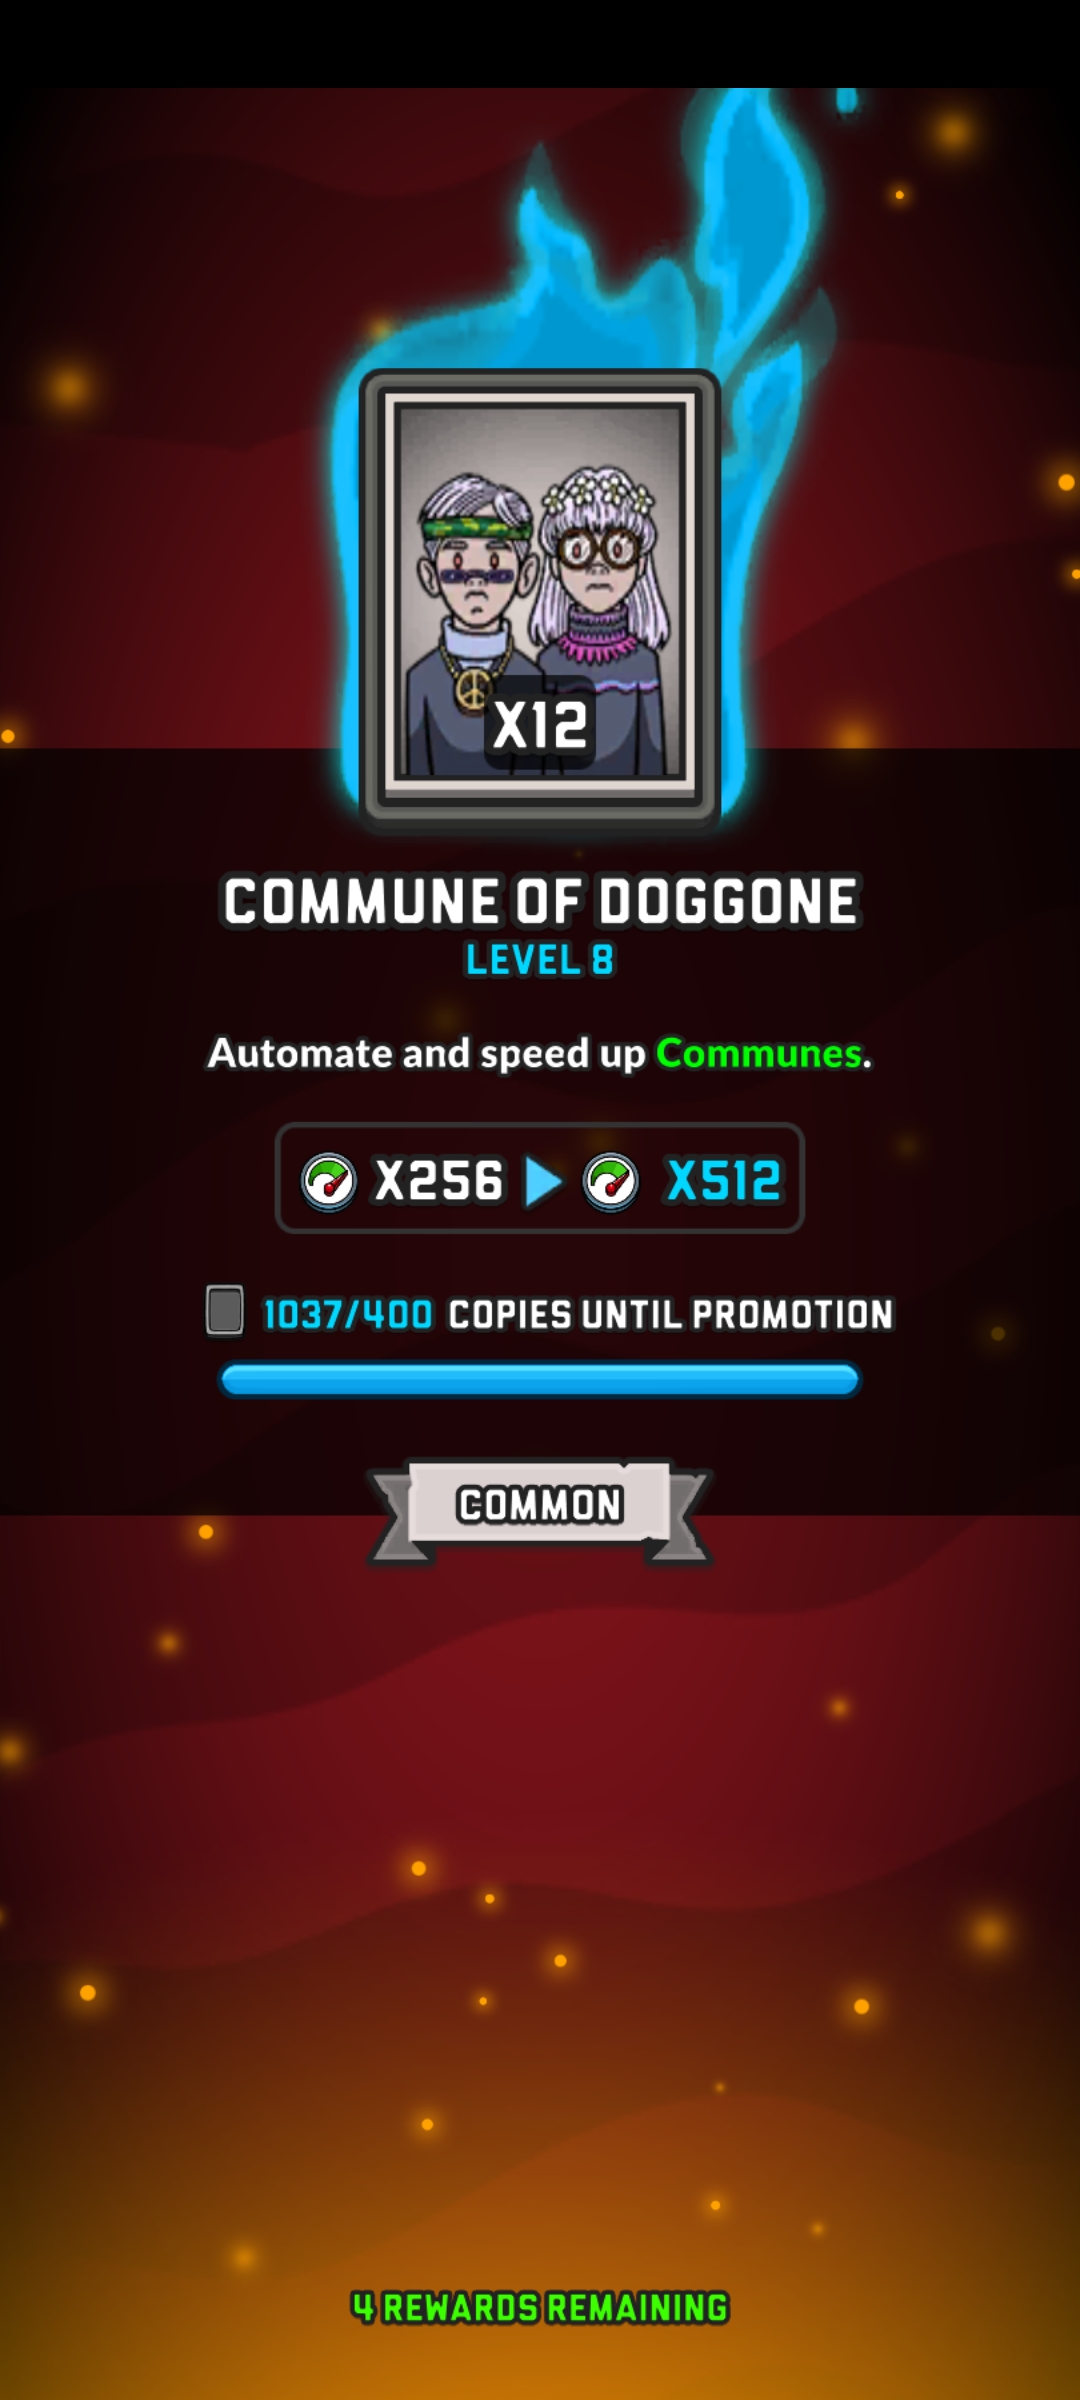 X12
COMMUNE OF DOGGONE
LEVEL 8
Automate and speed up Communes.
X256 X512
1037/400 COPIES UNTIL PROMOTION
COMMON
4 REWARDS REMAINING